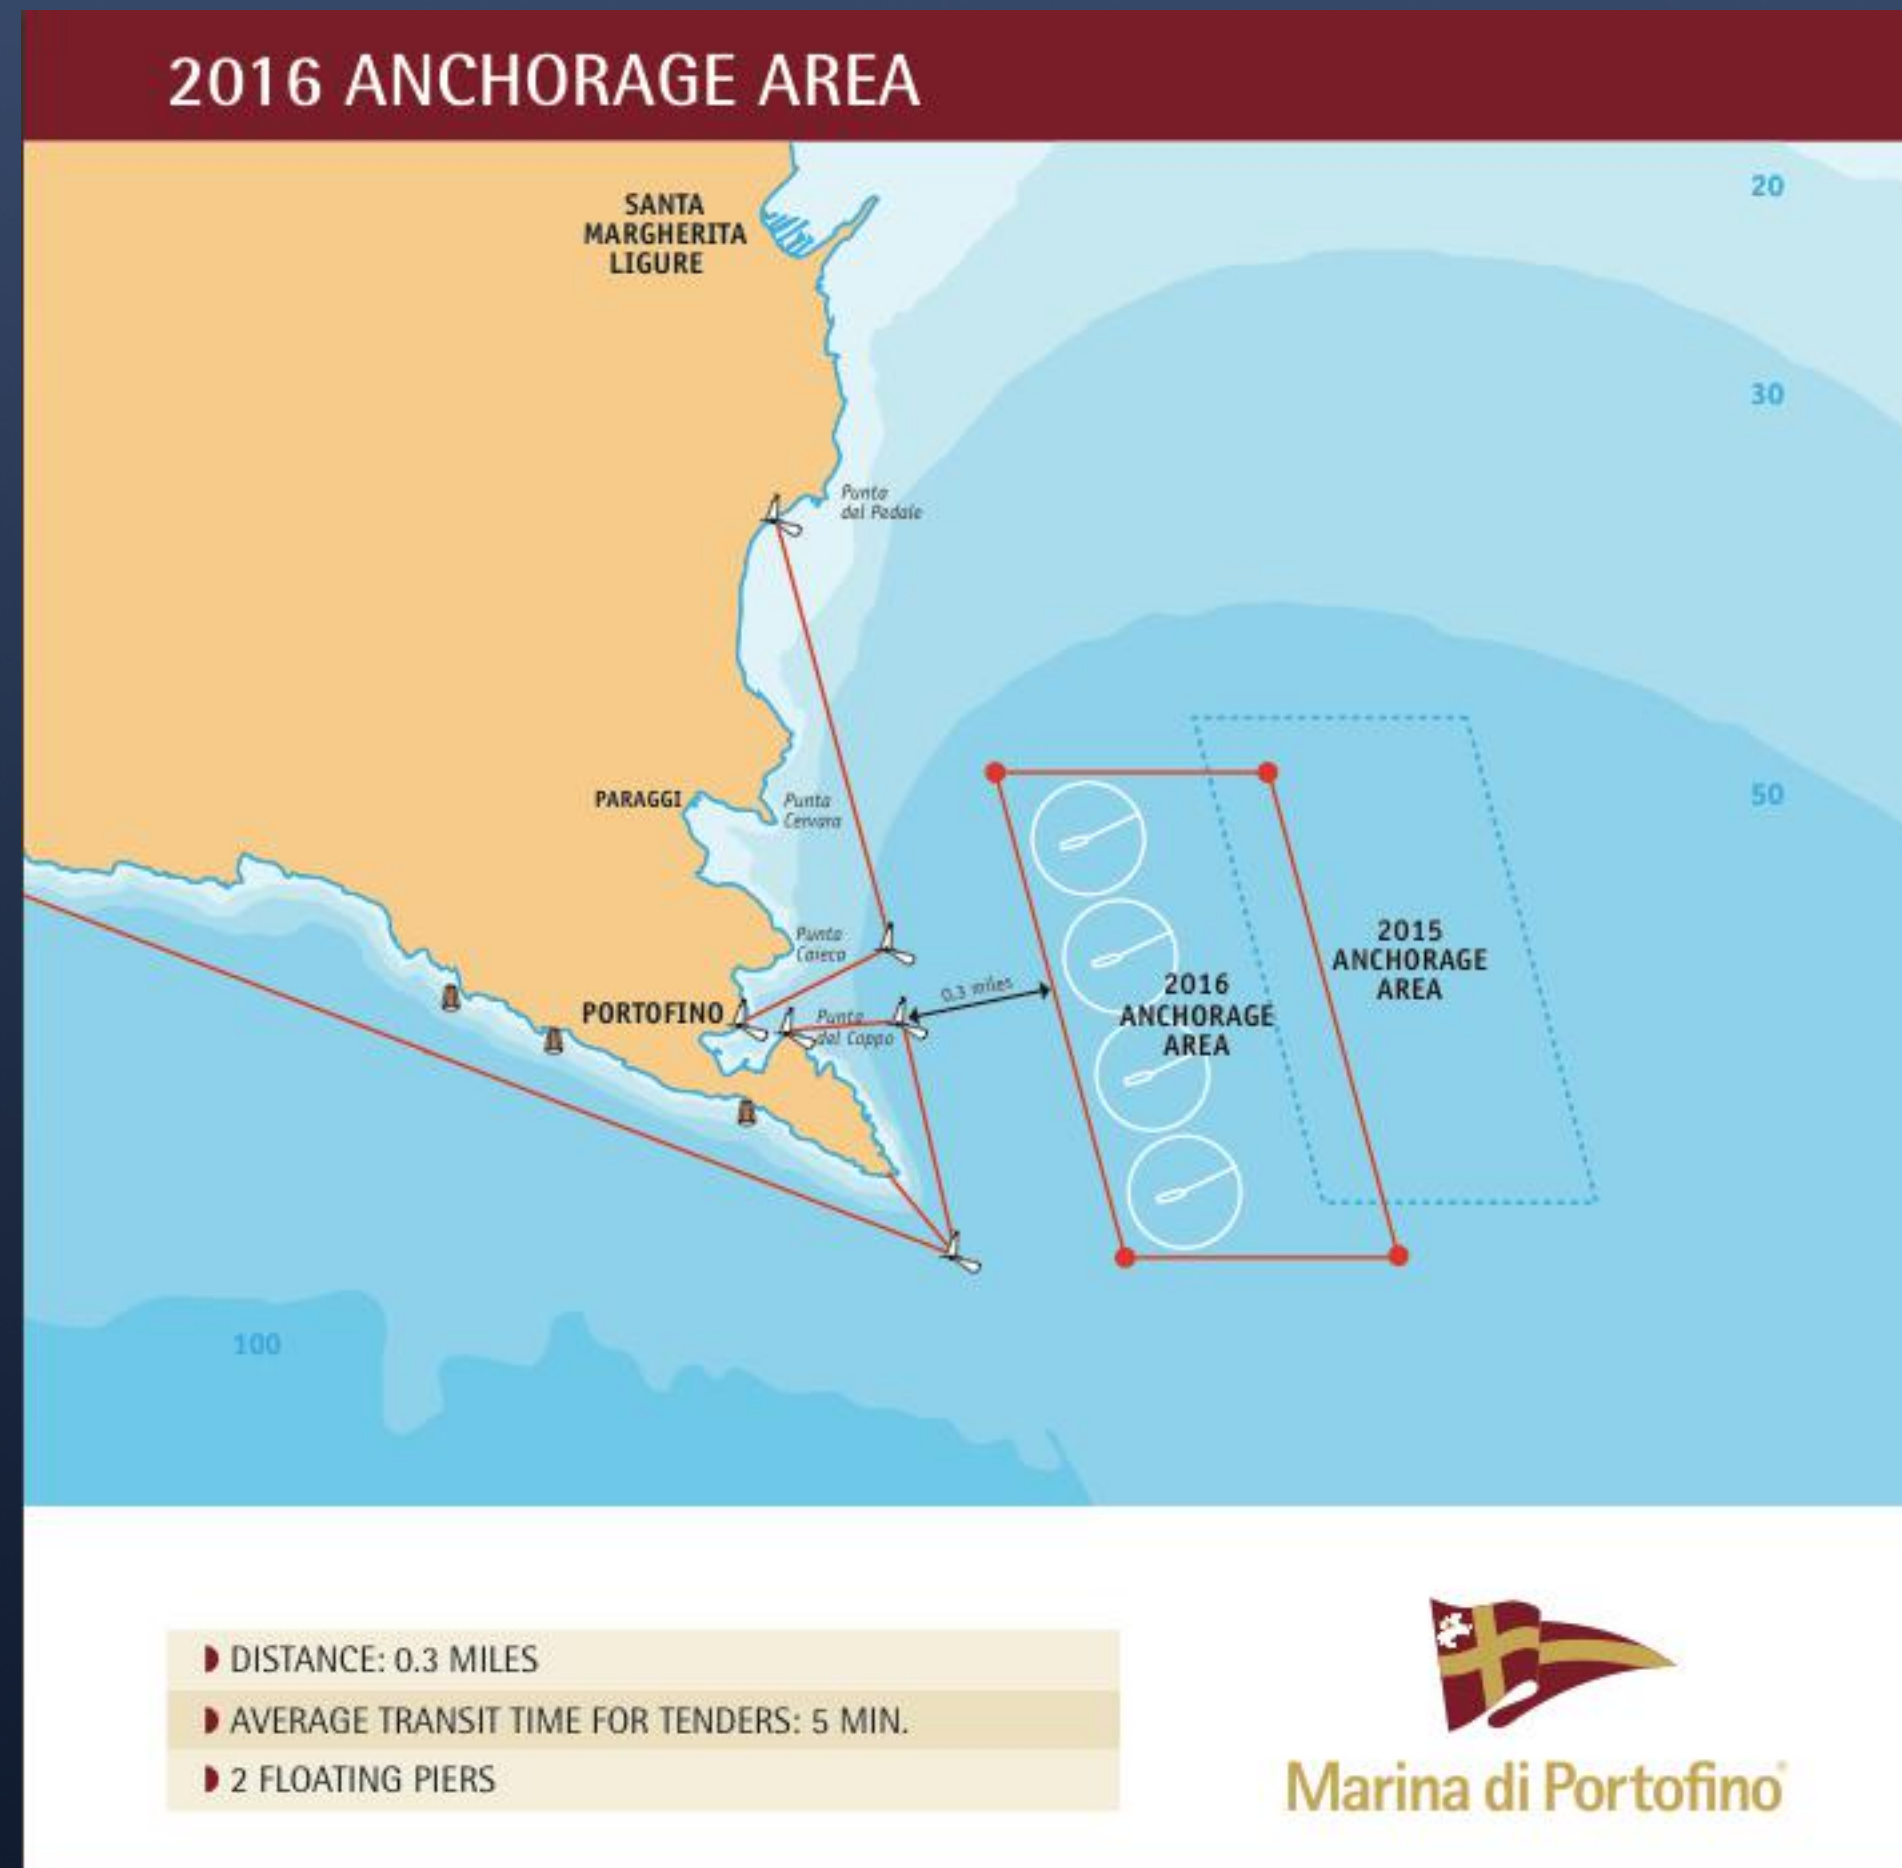 2016 ANCHORAGE AREA
20
SANTA
MARGHERITA
LIGURE
30
Punta
del Pedale
PARAGGI
Punta
Cervara
50
Punta
Caieca
2015
ANCHORAGE
AREA
0.3 miles
2016
ANCHORAGE
AREA
PORTOFINO
Punta
del Coppo
100
DISTANCE: 0.3 MILES
AVERAGE TRANSIT TIME FOR TENDERS: 5 MIN.
2 FLOATING PIERS
Marina di Portofino